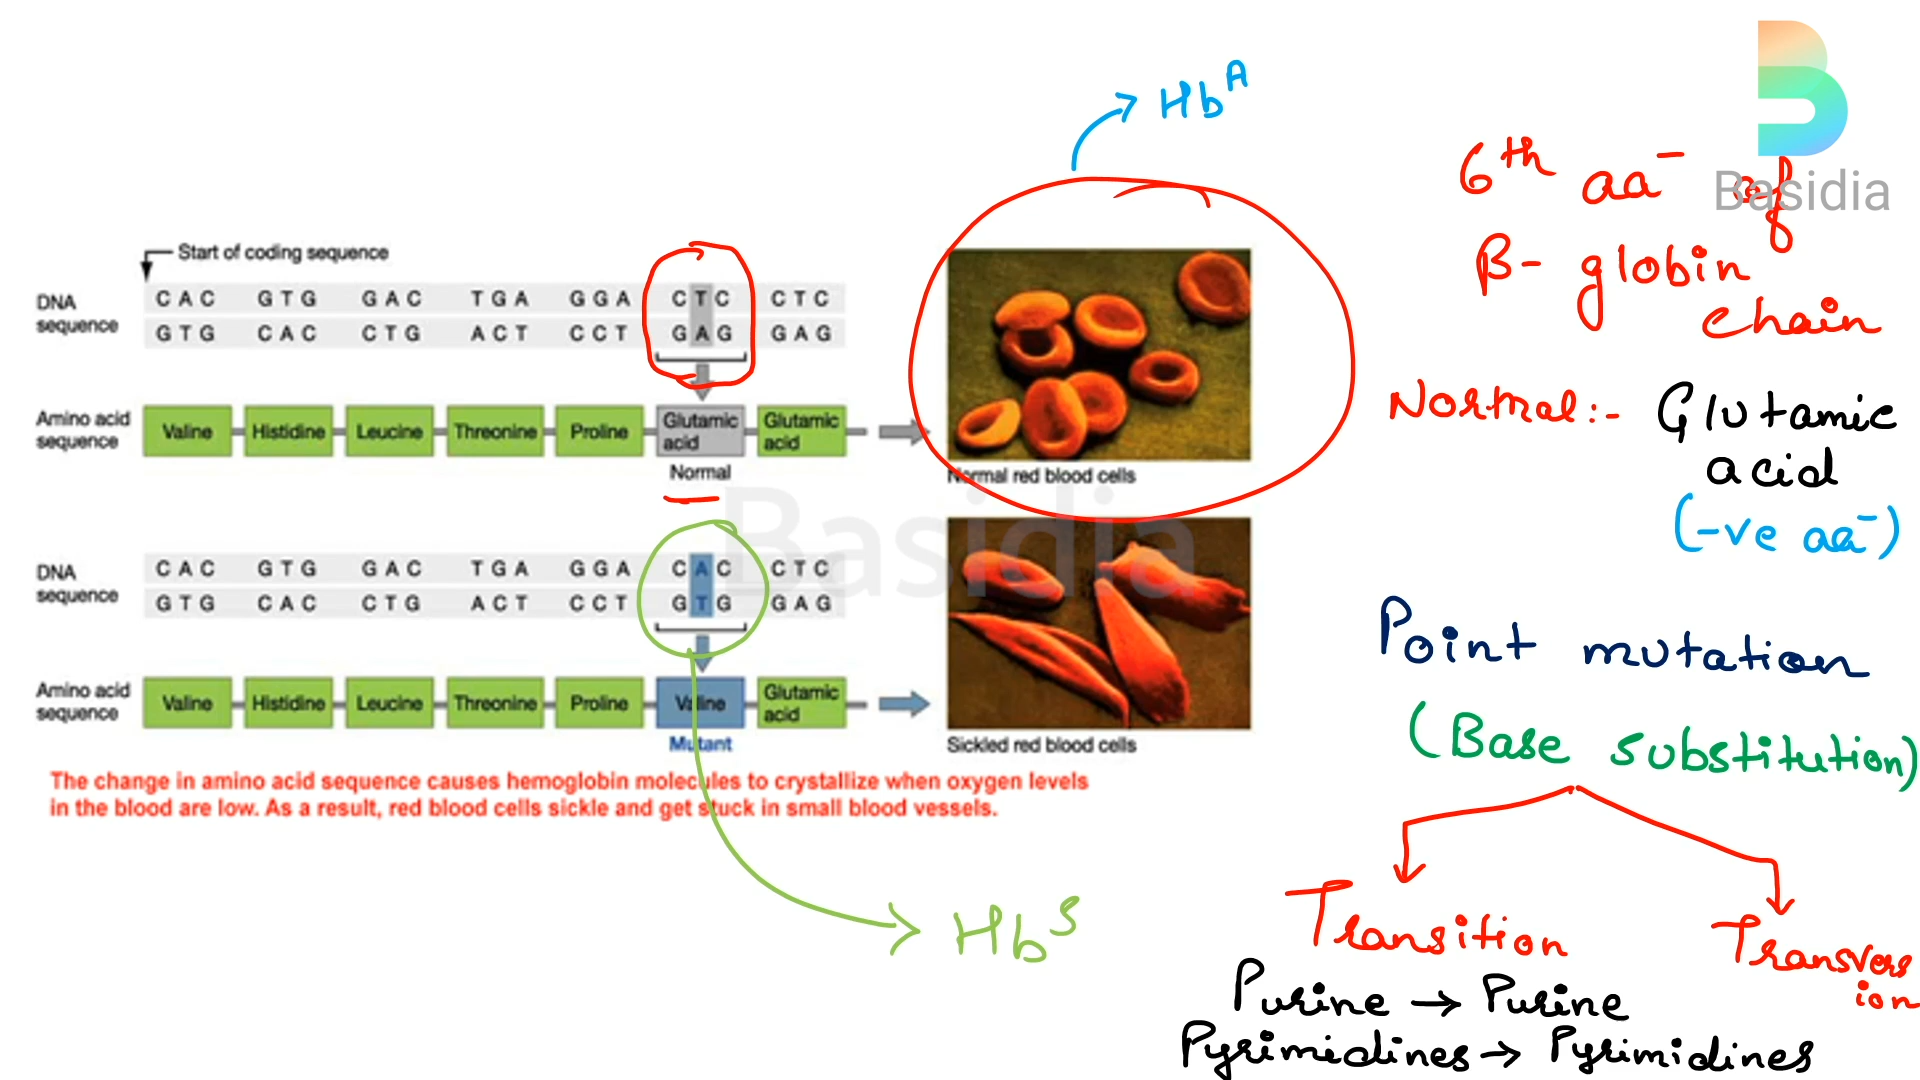 Hb^A
Basidia
6th aa⁻ of
β- globin
chain
Start of coding sequence
DNA sequence
CAC GTG GAC TGA GGA CTC CTC
GTG CAC CTG ACT CCT GAG GAG
Amino acid sequence
Valine Histidine Leucine Threonine Proline Glutamic acid Glutamic acid
Normal
Normal red blood cells
Normal:- Glutamic
acid
(-ve aa⁻)
Basidia
DNA sequence
CAC GTG GAC TGA GGA CAC CTC
GTG CAC CTG ACT CCT GTG GAG
Amino acid sequence
Valine Histidine Leucine Threonine Proline Valine Glutamic acid
Mutant
Sickled red blood cells
The change in amino acid sequence causes hemoglobin molecules to crystallize when oxygen levels
in the blood are low. As a result, red blood cells sickle and get stuck in small blood vessels.
Point mutation
(Base substitution)
Hb^S
Transition
Transvers
ion
Purine → Purine
Pyrimidines → Pyrimidines